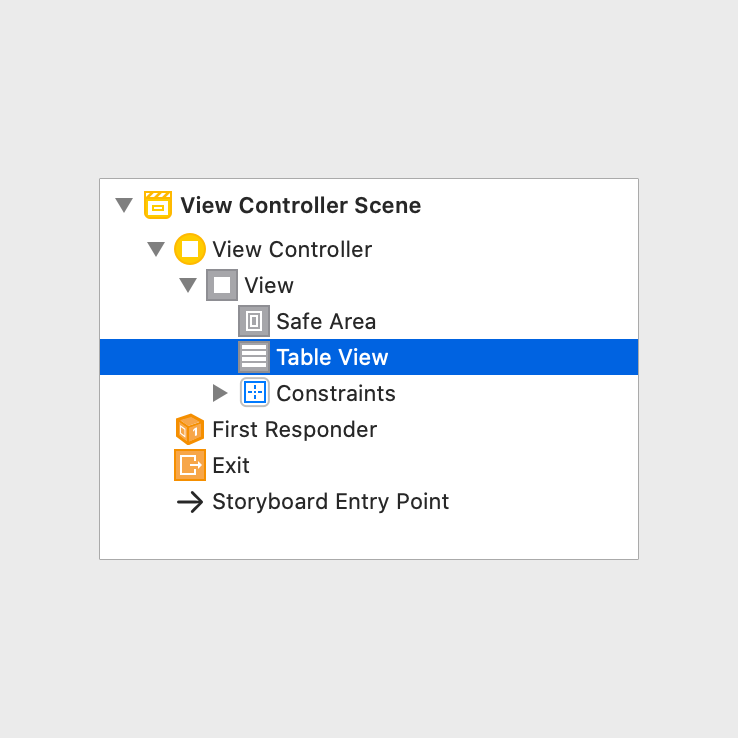 View Controller Scene
View Controller
View
Safe Area
Table View
Constraints
First Responder
Exit
Storyboard Entry Point